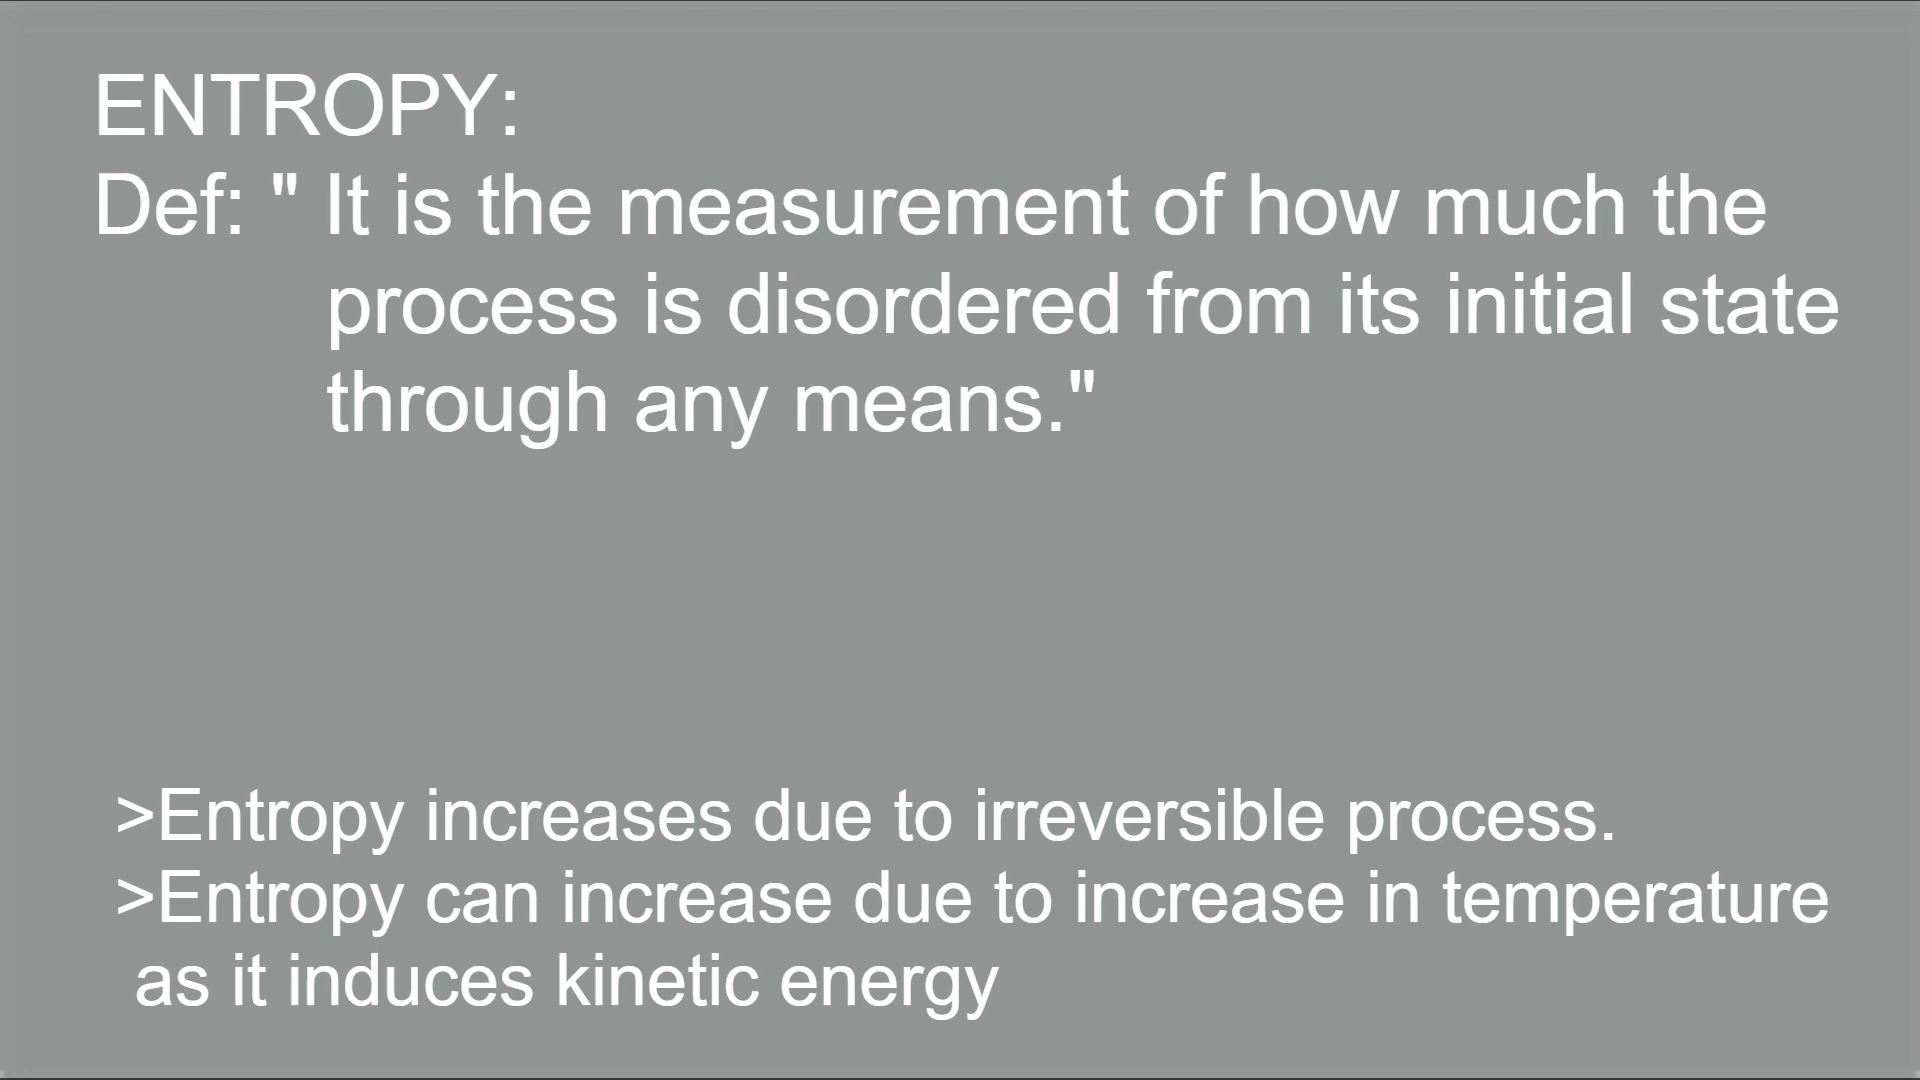 ENTROPY:
Def: " It is the measurement of how much the
process is disordered from its initial state
through any means."
>Entropy increases due to irreversible process.
>Entropy can increase due to increase in temperature
as it induces kinetic energy